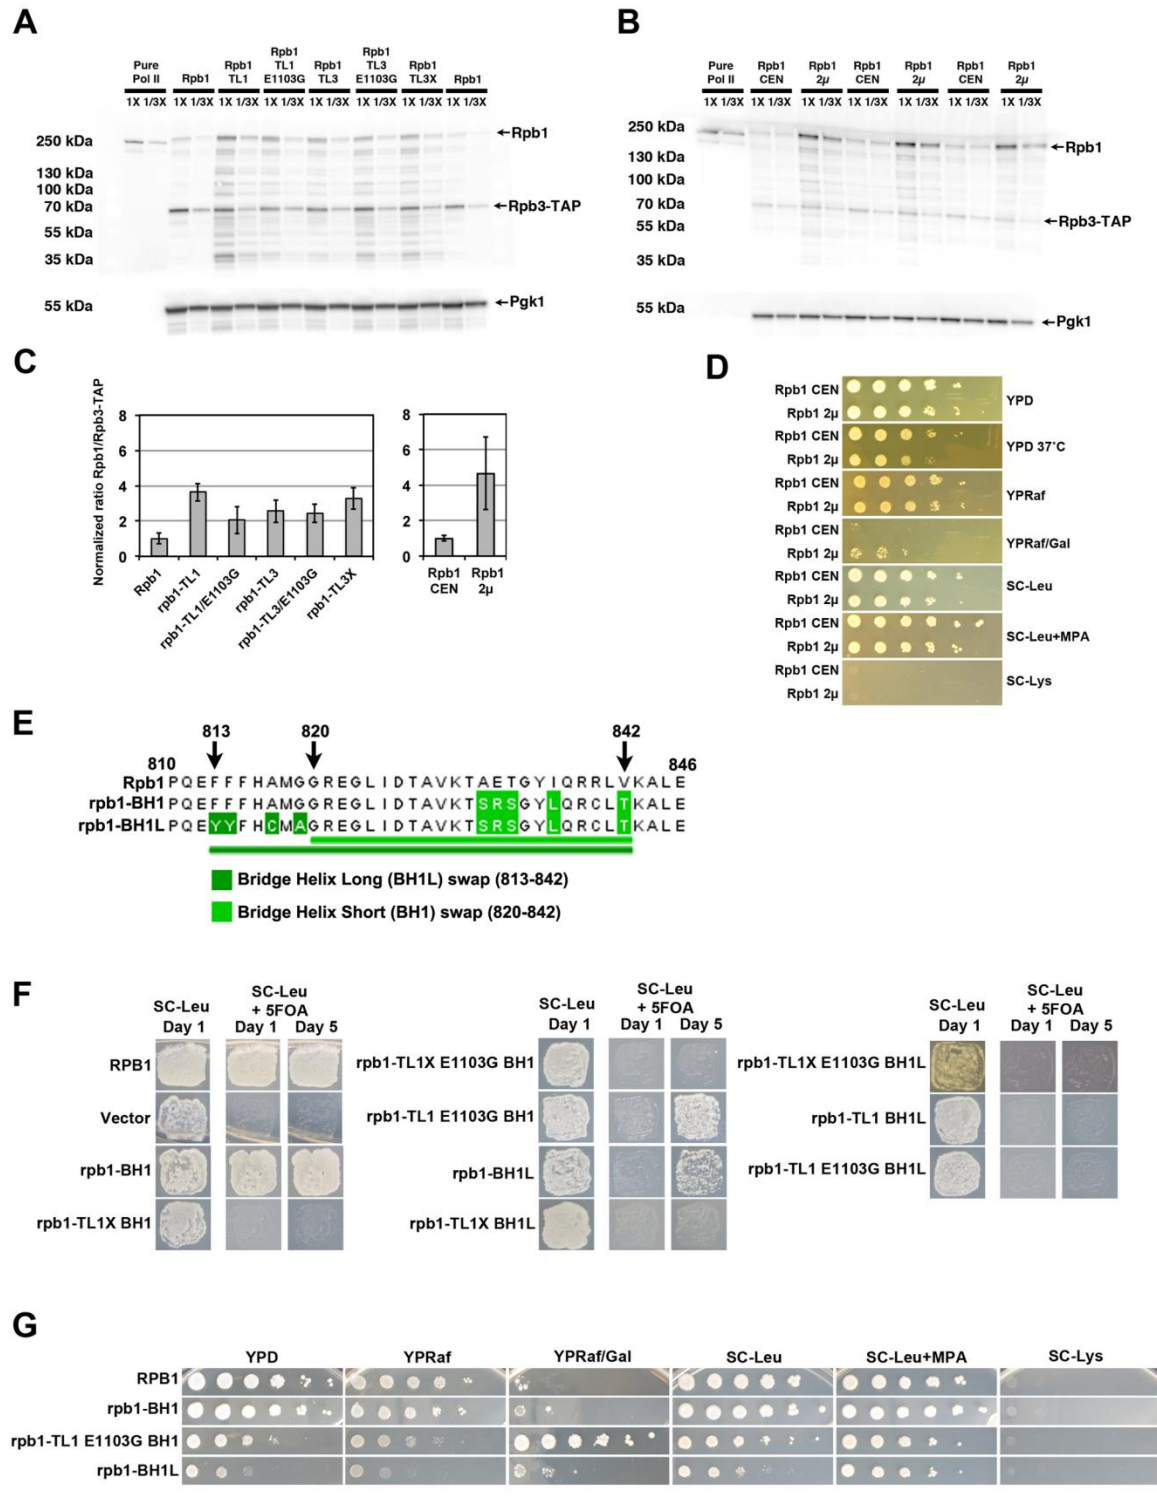 A
Pure Pol II
Rpb1
Rpb1 TL1
Rpb1 TL1 E1103G
Rpb1 TL3
Rpb1 TL3 E1103G
Rpb1 TL3X
Rpb1
1X 1/3X 1X 1/3X 1X 1/3X 1X 1/3X 1X 1/3X 1X 1/3X 1X 1/3X 1X 1/3X
250 kDa
130 kDa
100 kDa
70 kDa
55 kDa
35 kDa
55 kDa
←Rpb1
←Rpb3-TAP
←Pgk1
B
Pure Pol II
Rpb1 CEN
Rpb1 2µ
Rpb1 CEN
Rpb1 2µ
Rpb1 CEN
Rpb1 2µ
1X 1/3X 1X 1/3X 1X 1/3X 1X 1/3X 1X 1/3X 1X 1/3X 1X 1/3X
250 kDa
130 kDa
100 kDa
70 kDa
55 kDa
35 kDa
55 kDa
←Rpb1
←Rpb3-TAP
←Pgk1
C
Normalized ratio Rpb1/Rpb3-TAP
8
6
4
2
0
Rpb1
rpb1-TL1
rpb1-TL1/E1103G
rpb1-TL3
rpb1-TL3/E1103G
rpb1-TL3X
8
6
4
2
0
Rpb1 CEN
Rpb1 2µ
D
Rpb1 CEN
Rpb1 2µ
YPD
Rpb1 CEN
Rpb1 2µ
YPD 37˚C
Rpb1 CEN
Rpb1 2µ
YPRaf
Rpb1 CEN
Rpb1 2µ
YPRaf/Gal
Rpb1 CEN
Rpb1 2µ
SC-Leu
Rpb1 CEN
Rpb1 2µ
SC-Leu+MPA
Rpb1 CEN
Rpb1 2µ
SC-Lys
E
813 820 842
810 846
Rpb1 PQEFFFHAMGGREGLIDTAVKTAETGYIQRRLVKALE
rpb1-BH1 PQEFFFHAMGGREGLIDTAVKTSRSGYLQRCLTKALE
rpb1-BH1L PQEYYFHCMAGREGLIDTAVKTSRSGYLQRCLTKALE
Bridge Helix Long (BH1L) swap (813-842)
Bridge Helix Short (BH1) swap (820-842)
F
SC-Leu Day 1
SC-Leu + 5FOA
Day 1 Day 5
RPB1
Vector
rpb1-BH1
rpb1-TL1X BH1
SC-Leu Day 1
SC-Leu + 5FOA
Day 1 Day 5
rpb1-TL1X E1103G BH1
rpb1-TL1 E1103G BH1
rpb1-BH1L
rpb1-TL1X BH1L
SC-Leu Day 1
SC-Leu + 5FOA
Day 1 Day 5
rpb1-TL1X E1103G BH1L
rpb1-TL1 BH1L
rpb1-TL1 E1103G BH1L
G
YPD YPRaf YPRaf/Gal SC-Leu SC-Leu+MPA SC-Lys
RPB1
rpb1-BH1
rpb1-TL1 E1103G BH1
rpb1-BH1L